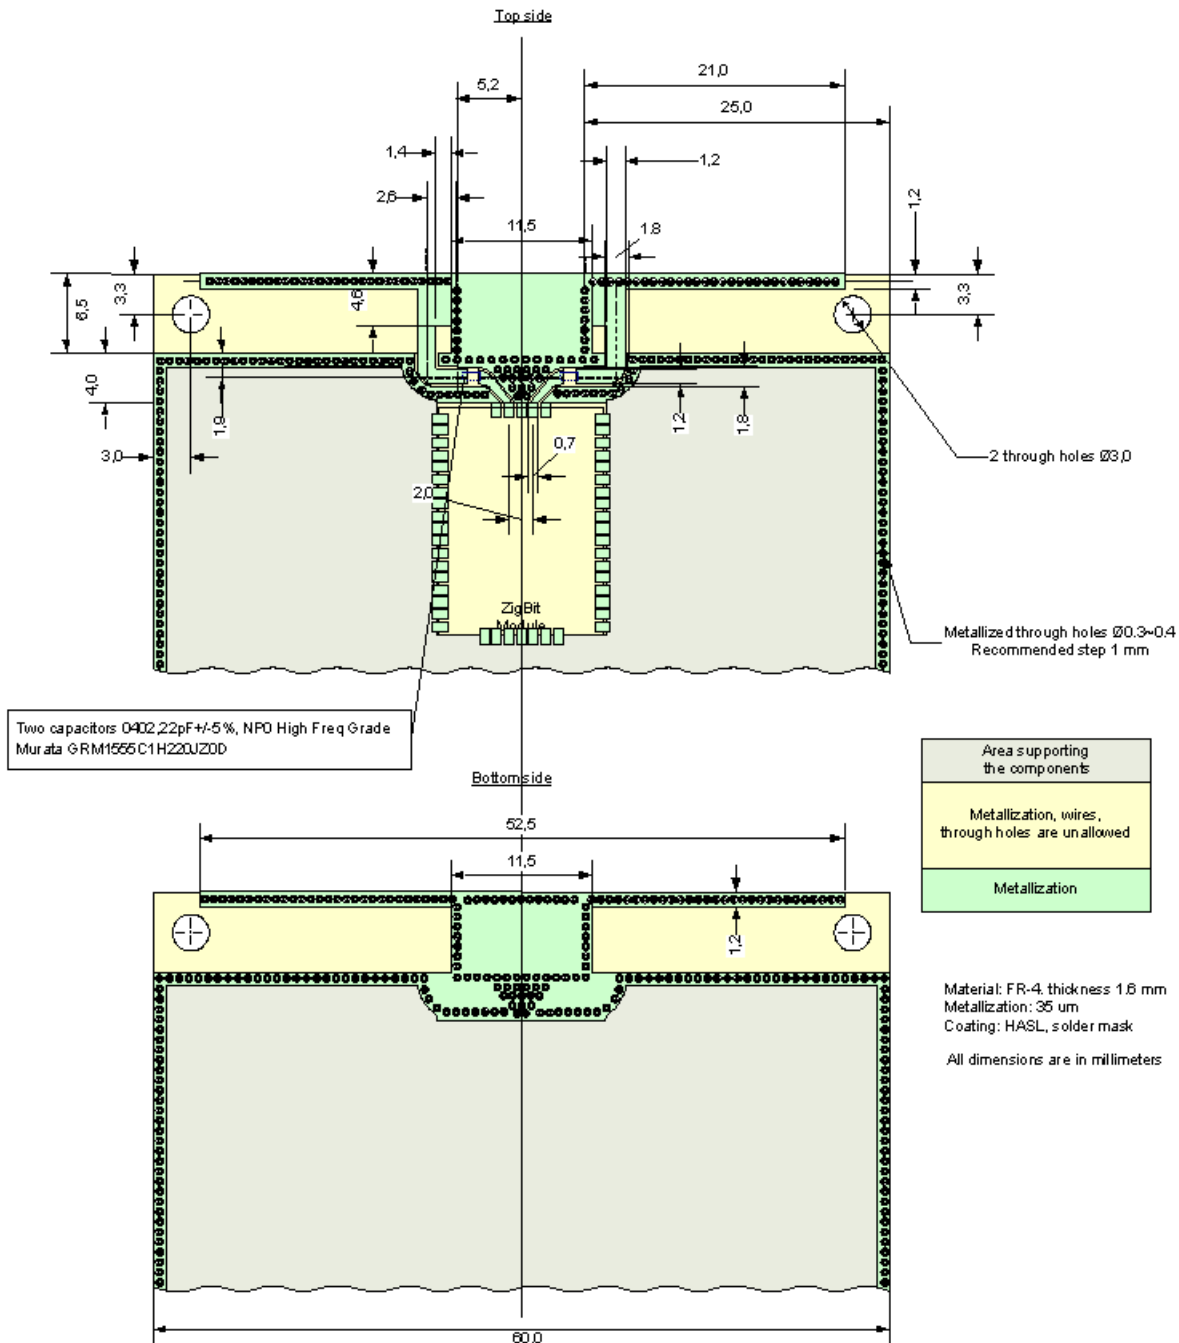 Top side
21,0
5,2
25,0
1,4
1,2
2,6
1,2
11,5
1.8
3,3
6,5
4,6
3,3
4,0
1,9
1,2
1,8
3,0
0,7
2 through holes Ø3,0
2,0
ZigBit
Module
Metallized through holes Ø0.3~0.4
Recommended step 1 mm
Two capacitors 0402,22pF+/-5%, NP0 High Freq Grade
Murata GRM1555C1H220JZ0D
Area supporting
the components
Bottom side
Metallization, wires,
through holes are unallowed
52,5
11,5
Metallization
1,2
Material: FR-4. thickness 1.6 mm
Metallization: 35 um
Coating: HASL, solder mask
All dimensions are in millimeters
60,0